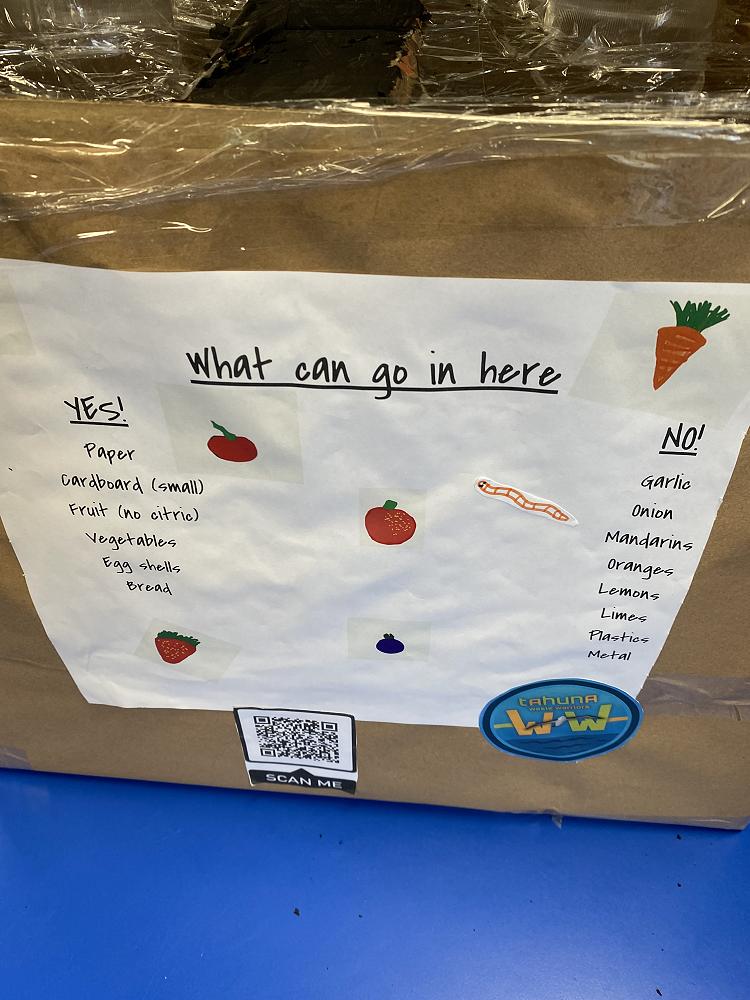 What can go in here
YES!
Paper
Cardboard (small)
Fruit (no citric)
Vegetables
Egg shells
Bread
NO!
Garlic
Onion
Mandarins
Oranges
Lemons
Limes
Plastics
Metal
tahuna
waste warriors
WW
SCAN ME